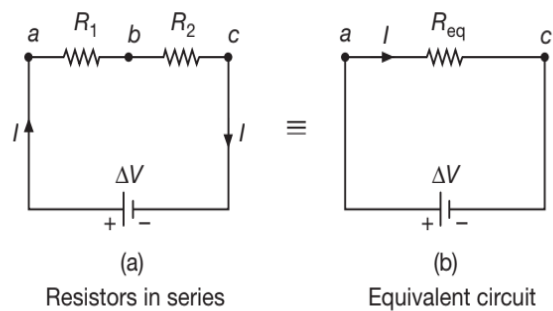 a R₁ b R₂ c
I I
ΔV
+ −
(a)
Resistors in series
≡
a I Req c
ΔV
+ −
(b)
Equivalent circuit